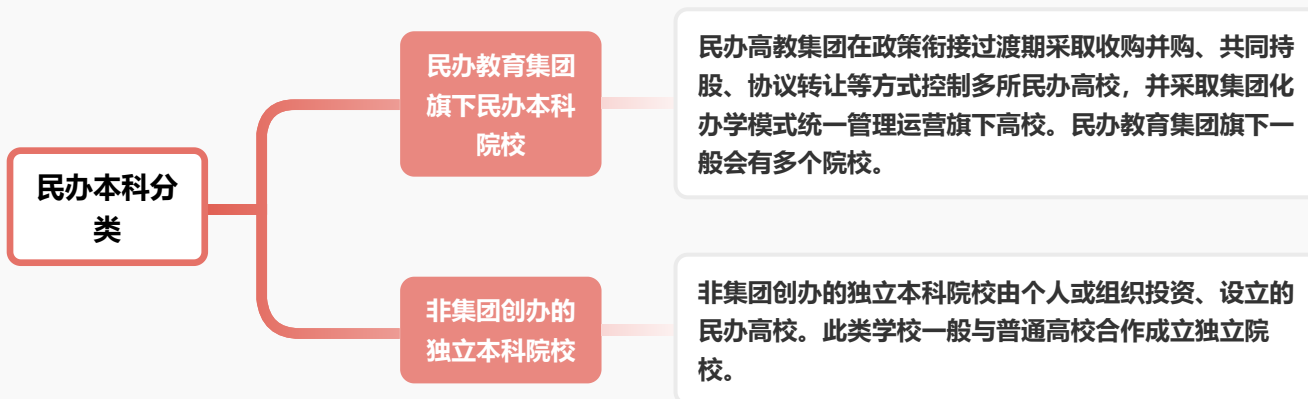 民办本科分
类
民办教育集团
旗下民办本科
院校
民办高教集团在政策衔接过渡期采取收购并购、共同持
股、协议转让等方式控制多所民办高校，并采取集团化
办学模式统一管理运营旗下高校。民办教育集团旗下一
般会有多个院校。
非集团创办的
独立本科院校
非集团创办的独立本科院校由个人或组织投资、设立的
民办高校。此类学校一般与普通高校合作成立独立院
校。